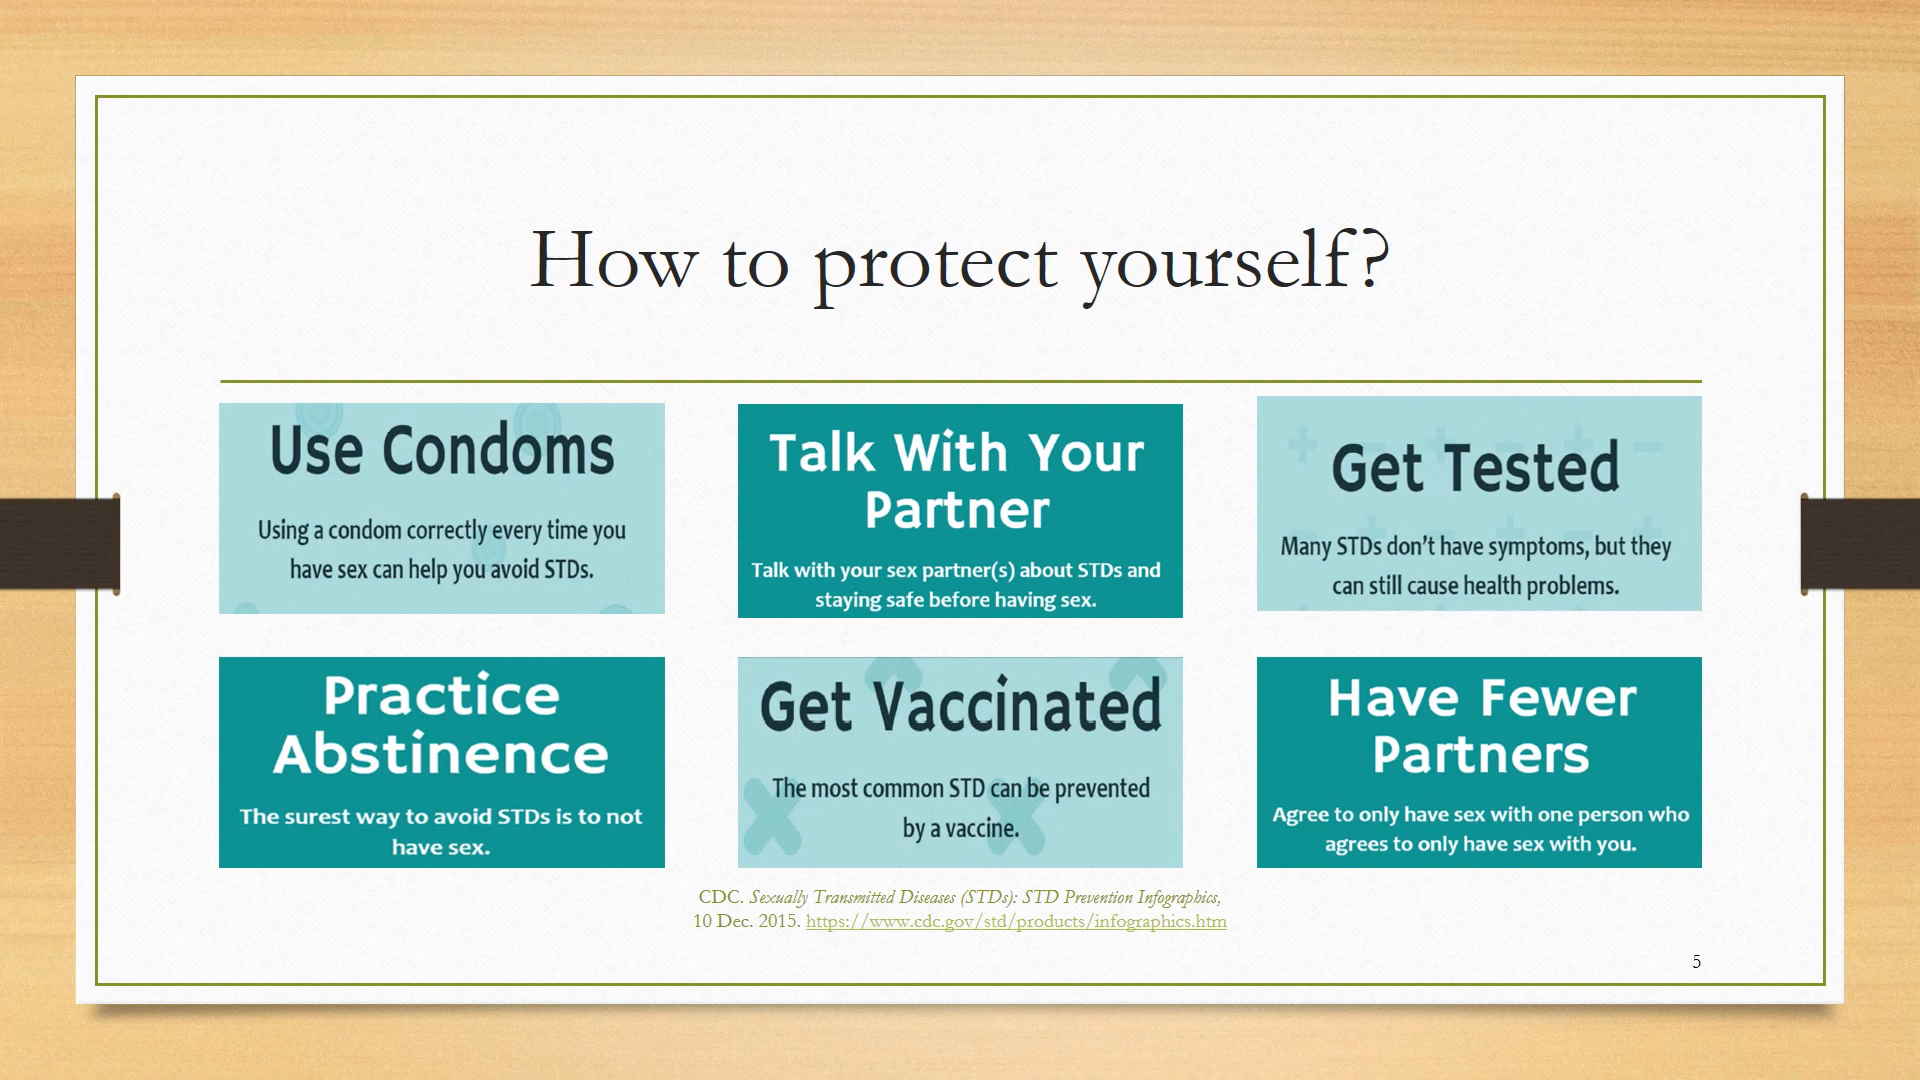 How to protect yourself?
Use Condoms
Using a condom correctly every time you
have sex can help you avoid STDs.
Talk With Your
Partner
Talk with your sex partner(s) about STDs and
staying safe before having sex.
Get Tested
Many STDs don't have symptoms, but they
can still cause health problems.
Practice
Abstinence
The surest way to avoid STDs is to not
have sex.
Get Vaccinated
The most common STD can be prevented
by a vaccine.
Have Fewer
Partners
Agree to only have sex with one person who
agrees to only have sex with you.
CDC. Sexually Transmitted Diseases (STDs): STD Prevention Infographics,
10 Dec. 2015. https://www.cdc.gov/std/products/infographics.htm
5